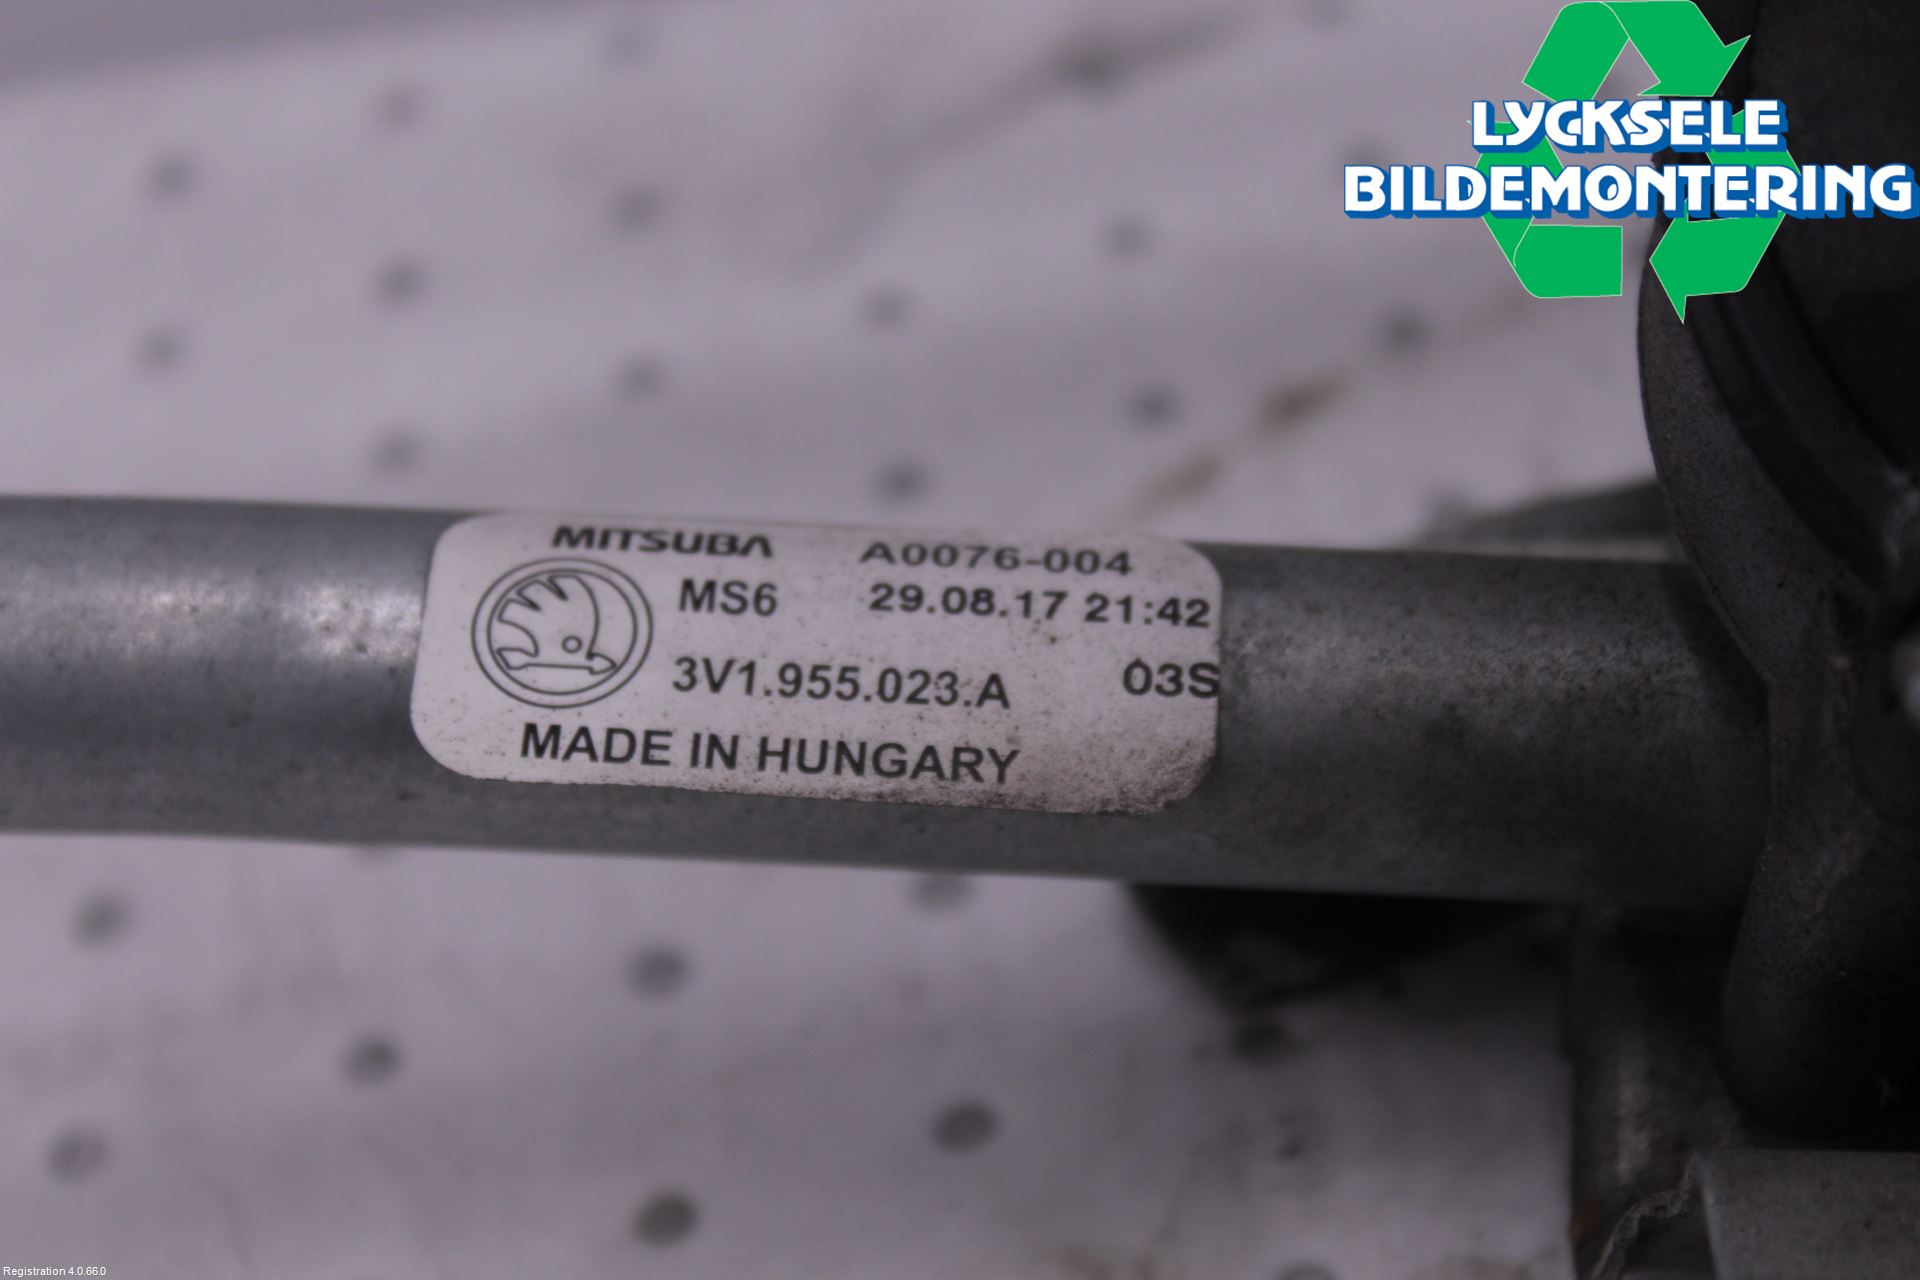 LYCKSELE
BILDEMONTERING
MITSUBA A0076-004
MS6 29.08.17 21:42
3V1.955.023.A 03S
MADE IN HUNGARY
Registration 4.0.66.0